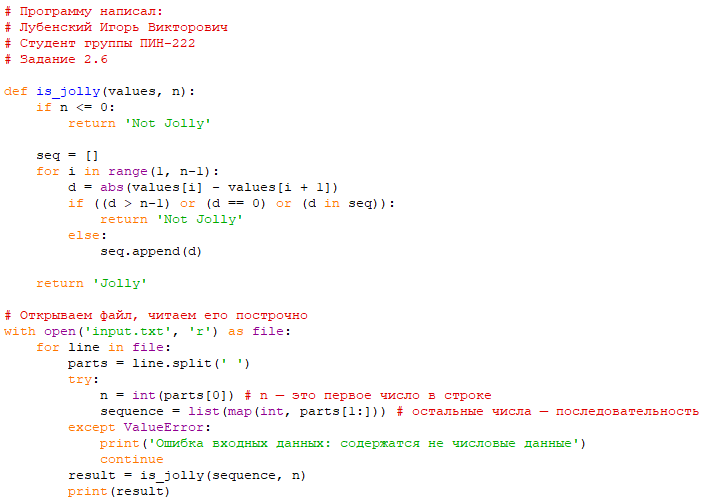 # Программу написал:
# Лубенский Игорь Викторович
# Студент группы ПИН-222
# Задание 2.6

def is_jolly(values, n):
    if n <= 0:
        return 'Not Jolly'

    seq = []
    for i in range(1, n-1):
        d = abs(values[i] - values[i + 1])
        if ((d > n-1) or (d == 0) or (d in seq)):
            return 'Not Jolly'
        else:
            seq.append(d)

    return 'Jolly'

# Открываем файл, читаем его построчно
with open('input.txt', 'r') as file:
    for line in file:
        parts = line.split(' ')
        try:
            n = int(parts[0]) # n — это первое число в строке
            sequence = list(map(int, parts[1:])) # остальные числа — последовательность
        except ValueError:
            print('Ошибка входных данных: содержатся не числовые данные')
            continue
        result = is_jolly(sequence, n)
        print(result)